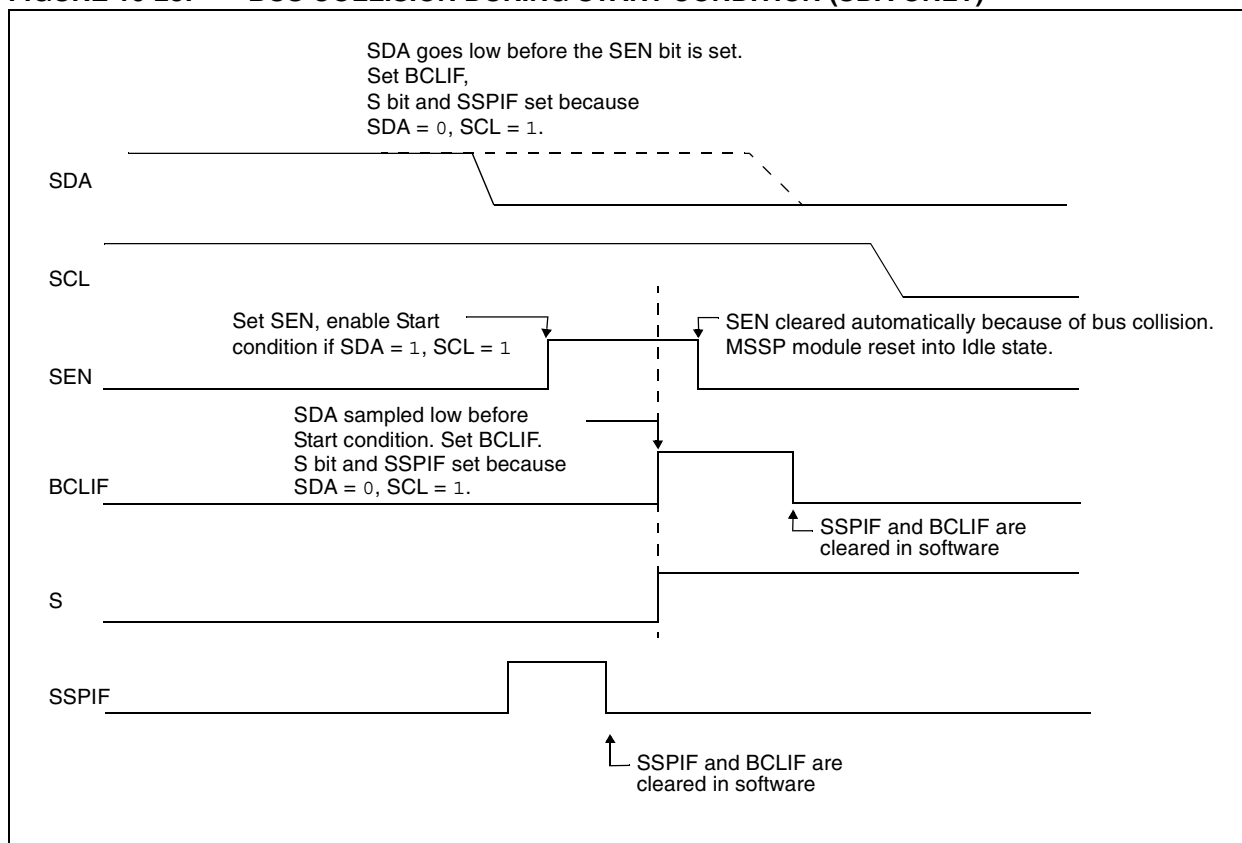 SDA goes low before the SEN bit is set.
Set BCLIF,
S bit and SSPIF set because
SDA = 0, SCL = 1.
SDA
SCL
Set SEN, enable Start
condition if SDA = 1, SCL = 1
SEN cleared automatically because of bus collision.
MSSP module reset into Idle state.
SEN
SDA sampled low before
Start condition. Set BCLIF.
S bit and SSPIF set because
SDA = 0, SCL = 1.
BCLIF
SSPIF and BCLIF are
cleared in software
S
SSPIF
SSPIF and BCLIF are
cleared in software